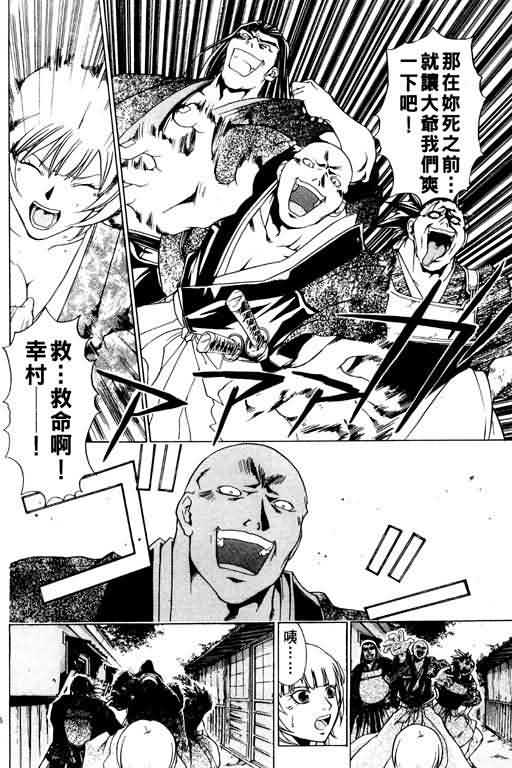 那在妳死之前…
就讓大爺我們爽
一下吧！
救…救命啊！
幸村——！
咦……